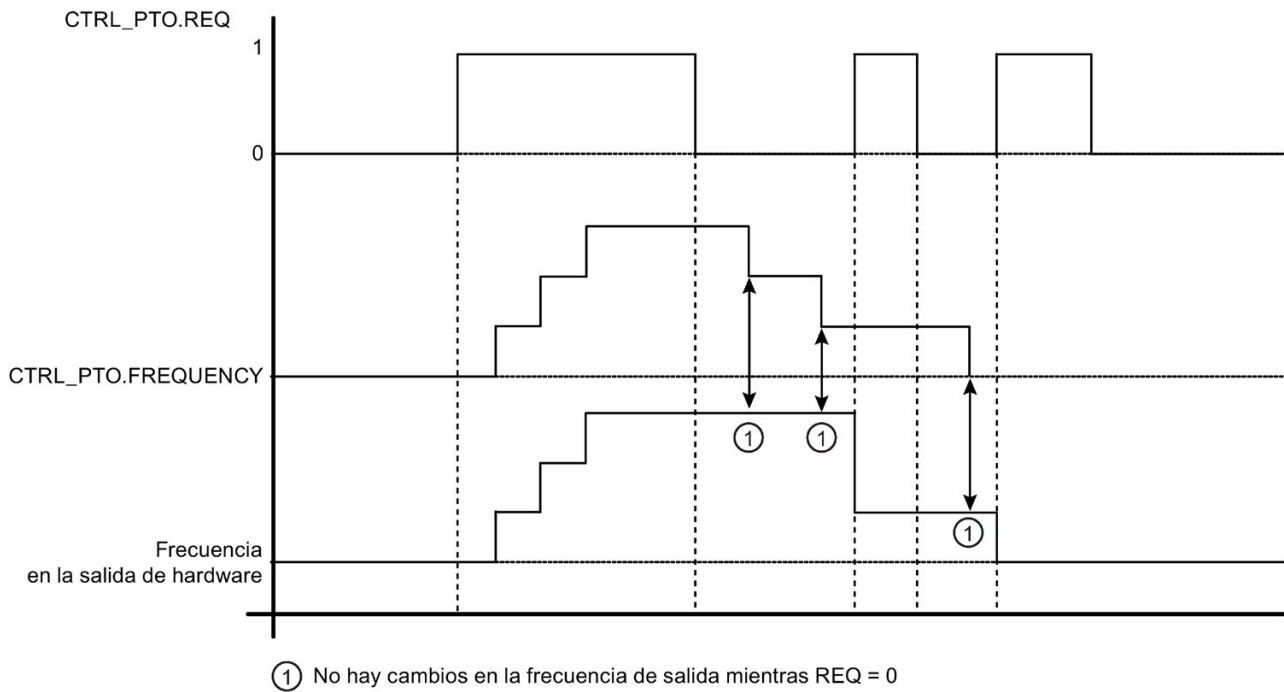 CTRL_PTO.REQ
1
0
CTRL_PTO.FREQUENCY
1
1
1
Frecuencia
en la salida de hardware
1 No hay cambios en la frecuencia de salida mientras REQ = 0